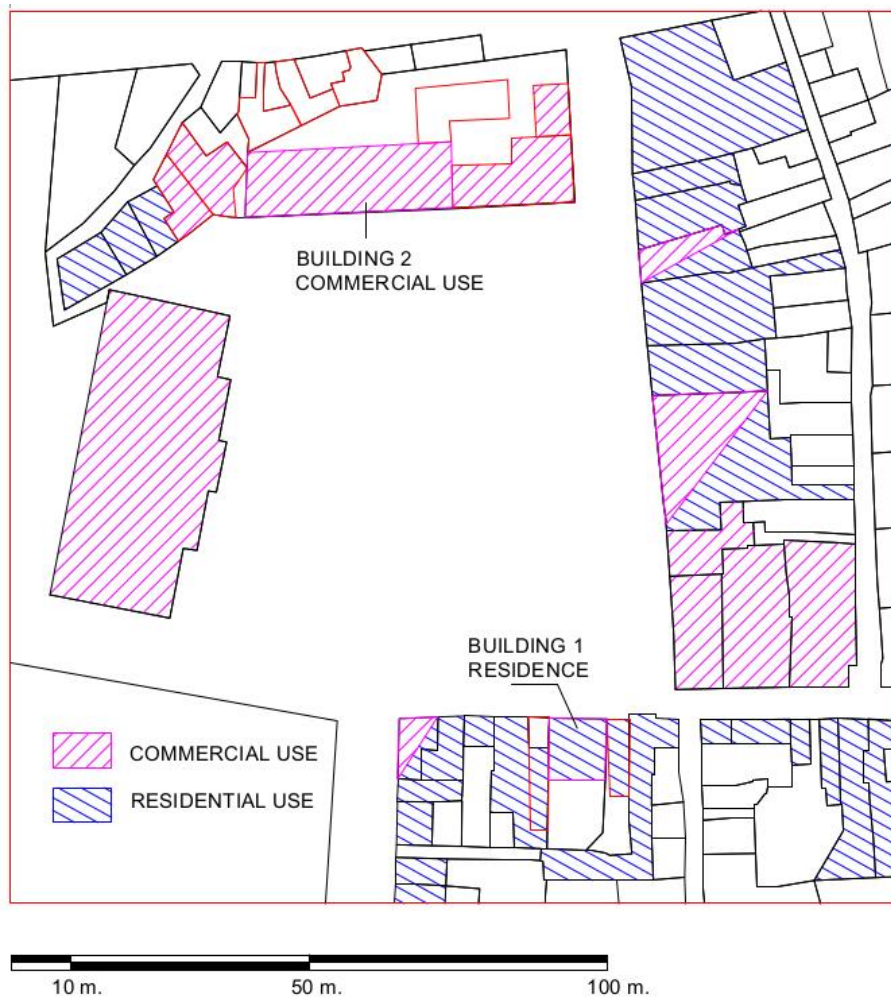 BUILDING 2
COMMERCIAL USE
BUILDING 1
RESIDENCE
COMMERCIAL USE
RESIDENTIAL USE
10 m.
50 m.
100 m.